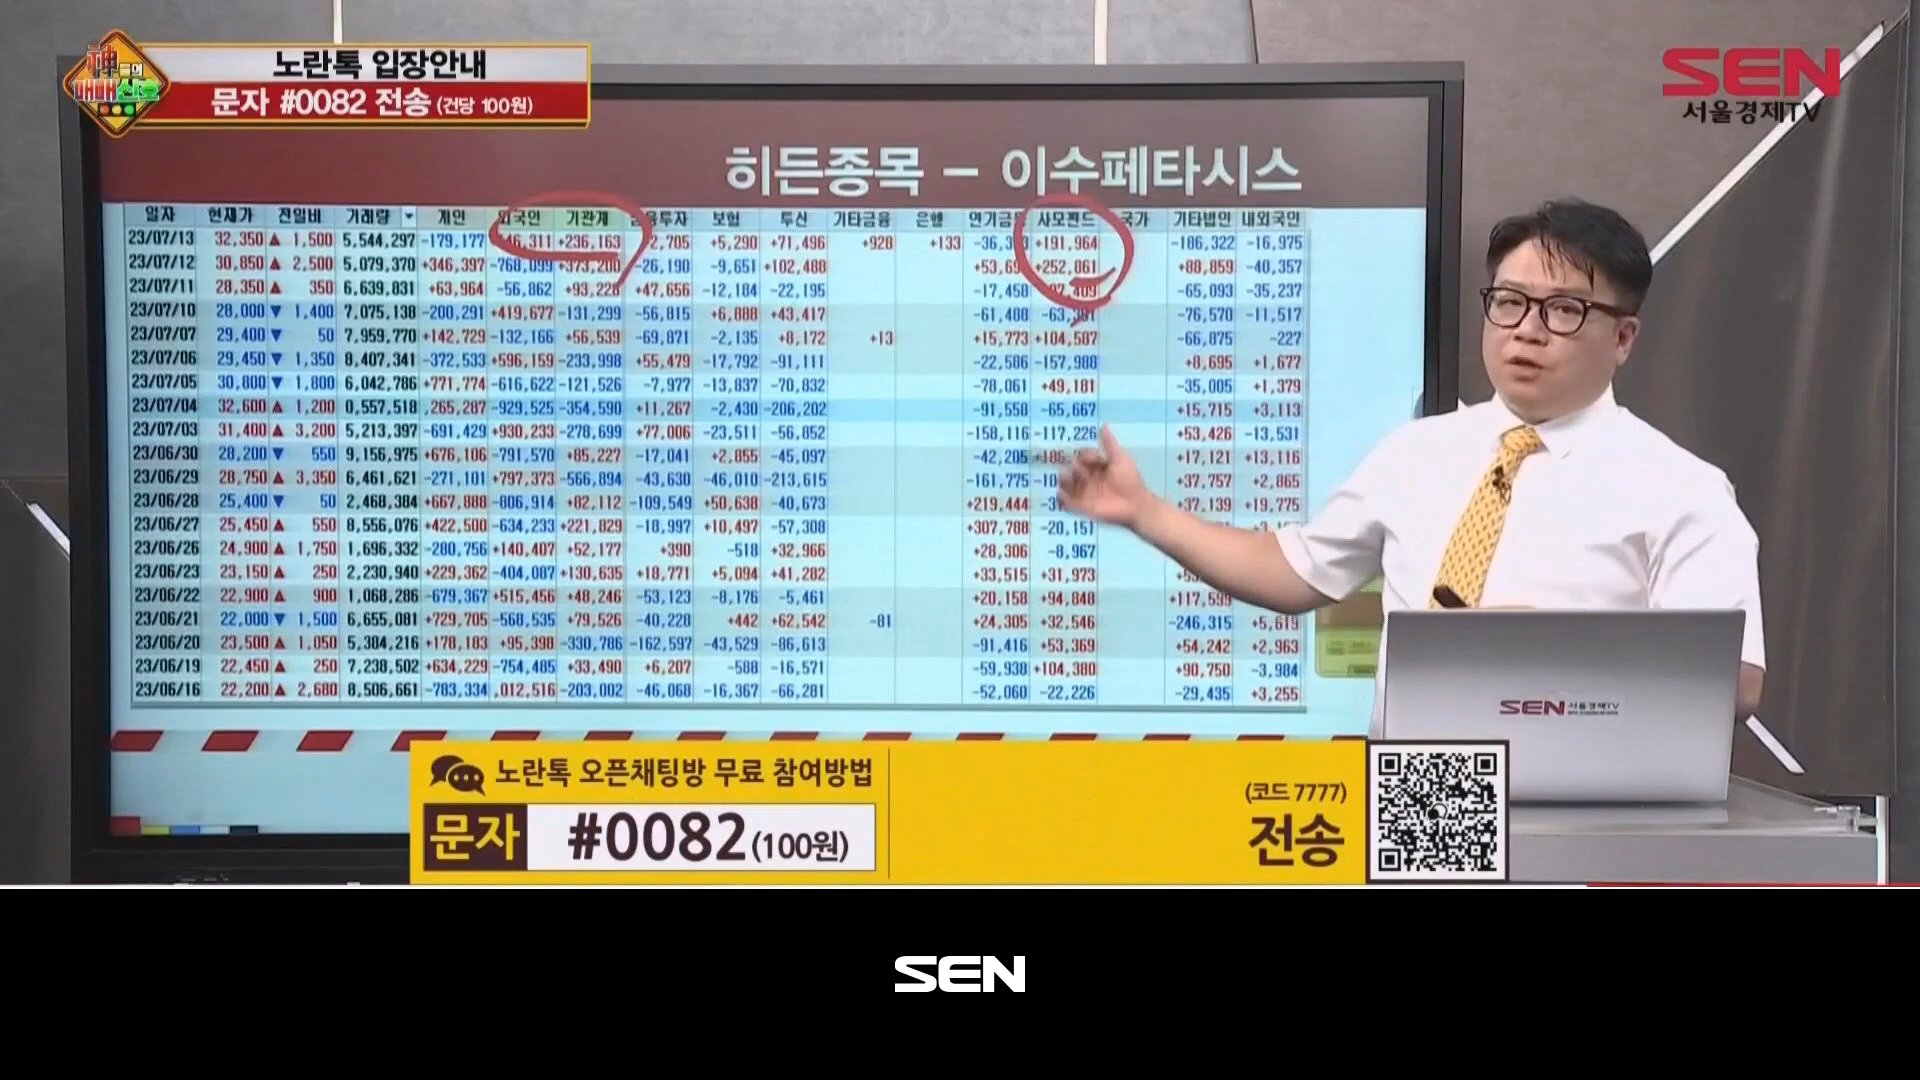 神들의 매매신호
노란톡 입장안내
문자 #0082 전송 (건당 100원)
SEN
서울경제TV
히든종목 – 이수페타시스
일자 현재가 전일비 거래량 개인 외국인 기관계 보험 투신 기타금융 은행 사모펀드 국가 기타법인 내외국인
23/07/13 32,350 ▲ 1,500 5,544,297 -179,177 +236,163 +5,290 +71,496 +928 +133 +191,964 -186,322 -16,975
23/07/12 30,850 ▲ 2,500 5,079,370 +346,397 -768,099 +373,200 -26,190 -9,651 +102,488 +252,861 +88,859 -40,357
23/07/11 28,350 ▲ 350 6,639,831 +63,964 -56,862 +93,228 +47,656 -12,184 -22,195 -17,458 -65,093 -35,237
23/07/10 28,000 ▼ 1,400 7,075,138 -200,291 +419,677 -131,299 -56,815 +6,888 +43,417 -61,488 -76,570 -11,517
23/07/07 29,400 ▼ 50 7,959,770 +142,729 -132,166 +56,539 -69,871 -2,135 +8,172 +13 +15,773 +104,587 -66,875 -227
23/07/06 29,450 ▼ 1,350 8,407,341 -372,533 +596,159 -233,998 +55,479 -17,792 -91,111 -22,586 -157,988 +8,695 +1,677
23/07/05 30,800 ▼ 1,800 6,042,786 +771,774 -616,622 -121,526 -7,977 -13,837 -70,832 -78,061 +49,181 -35,005 +1,379
23/07/04 32,600 ▲ 1,200 0,557,518 ,265,287 -929,525 -354,590 +11,267 -2,430 -206,202 -91,558 -65,667 +15,715 +3,113
23/07/03 31,400 ▲ 3,200 5,213,397 -691,429 +930,233 -278,699 +77,006 -23,511 -56,852 -158,116 -117,226 +53,426 -13,531
23/06/30 28,200 ▼ 550 9,156,975 +676,106 -791,570 +85,227 -17,041 +2,855 -45,097 -42,205 +17,121 +13,116
23/06/29 28,750 ▲ 3,350 6,461,621 -271,101 +797,373 -566,894 -43,630 -46,010 -213,615 -161,775 +37,757 +2,865
23/06/28 25,400 ▼ 50 2,468,384 +667,888 -806,914 +82,112 -109,549 +50,638 -40,673 +219,444 +37,139 +19,775
23/06/27 25,450 ▲ 550 8,556,076 +422,500 -634,233 +221,829 -18,997 +10,497 -57,308 +307,788 -20,151
23/06/26 24,900 ▲ 1,750 1,696,332 -280,756 +140,407 +52,177 +390 -518 +32,966 +28,306 -8,967
23/06/23 23,150 ▲ 250 2,230,940 +229,362 -404,087 +130,635 +18,771 +5,094 +41,282 +33,515 +31,973
23/06/22 22,900 ▲ 900 1,068,286 -679,367 +515,456 +48,246 -53,123 -8,176 -5,461 +20,158 +94,848 +117,599
23/06/21 22,000 ▼ 1,500 6,655,081 +729,705 -568,535 +79,526 -40,228 +442 +62,542 -81 +24,305 +32,546 -246,315 +5,619
23/06/20 23,500 ▲ 1,050 5,384,216 +178,183 +95,398 -330,786 -162,597 -43,529 -86,613 -91,416 +53,369 +54,242 +2,963
23/06/19 22,450 ▲ 250 7,238,502 +634,229 -754,485 +33,490 +6,207 -588 -16,571 -59,938 +104,380 +90,750 -3,984
23/06/16 22,200 ▲ 2,680 8,506,661 -783,334 ,012,516 -203,002 -46,068 -16,367 -66,281 -52,060 -22,226 -29,435 +3,255
노란톡 오픈채팅방 무료 참여방법
문자 #0082 (100원)
(코드 7777)
전송
SEN 서울경제TV
SEN